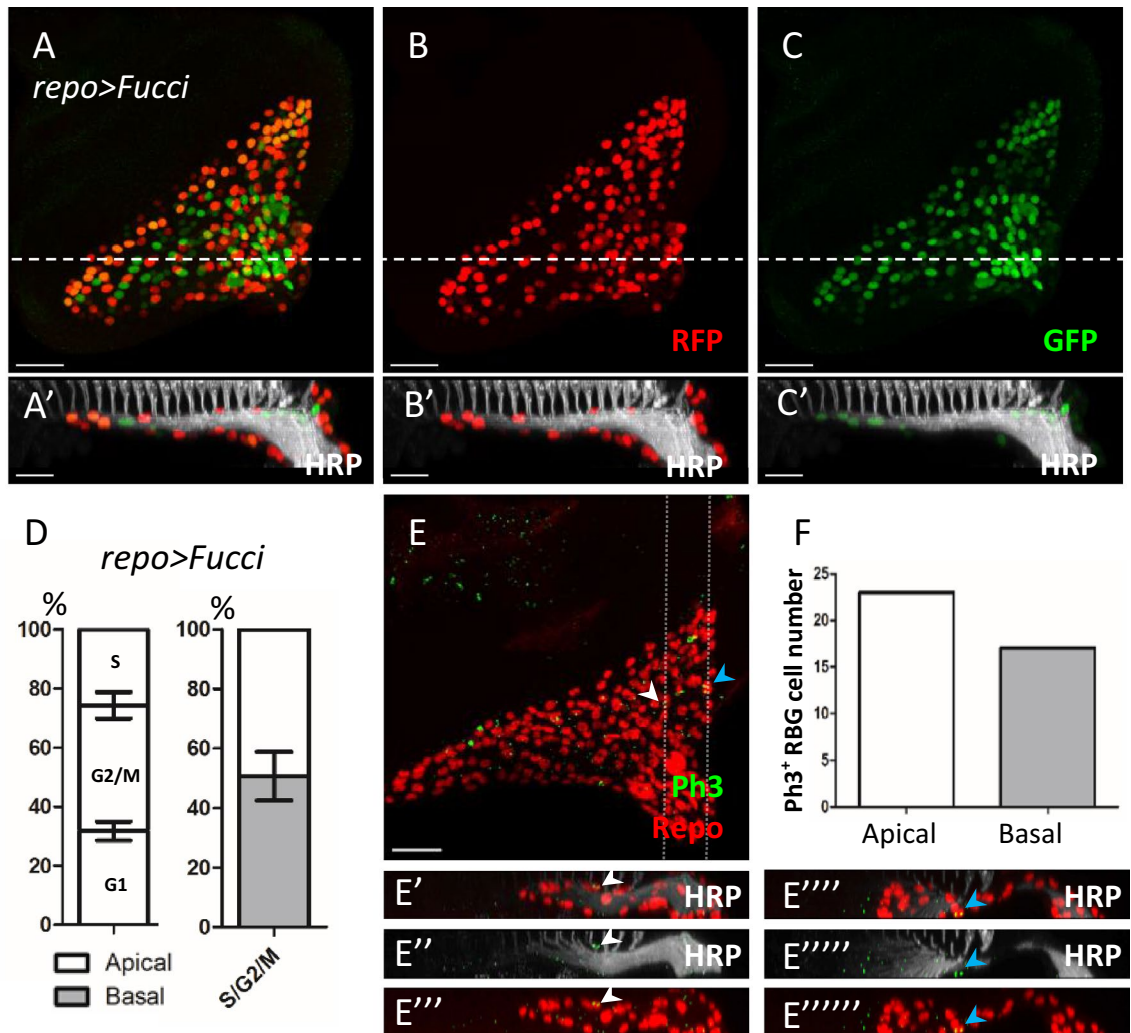 A
repo>Fucci
B
RFP
C
GFP
A’
HRP
B’
HRP
C’
HRP
D
repo>Fucci
%
100
80
60
40
20
0
S
G2/M
G1
%
100
80
60
40
20
0
S/G2/M
Apical
Basal
E
Ph3
Repo
F
Ph3⁺ RBG cell number
25
20
15
10
5
0
Apical
Basal
E’
HRP
E’’
HRP
E’’’
E’’’’
HRP
E’’’’’
HRP
E’’’’’’